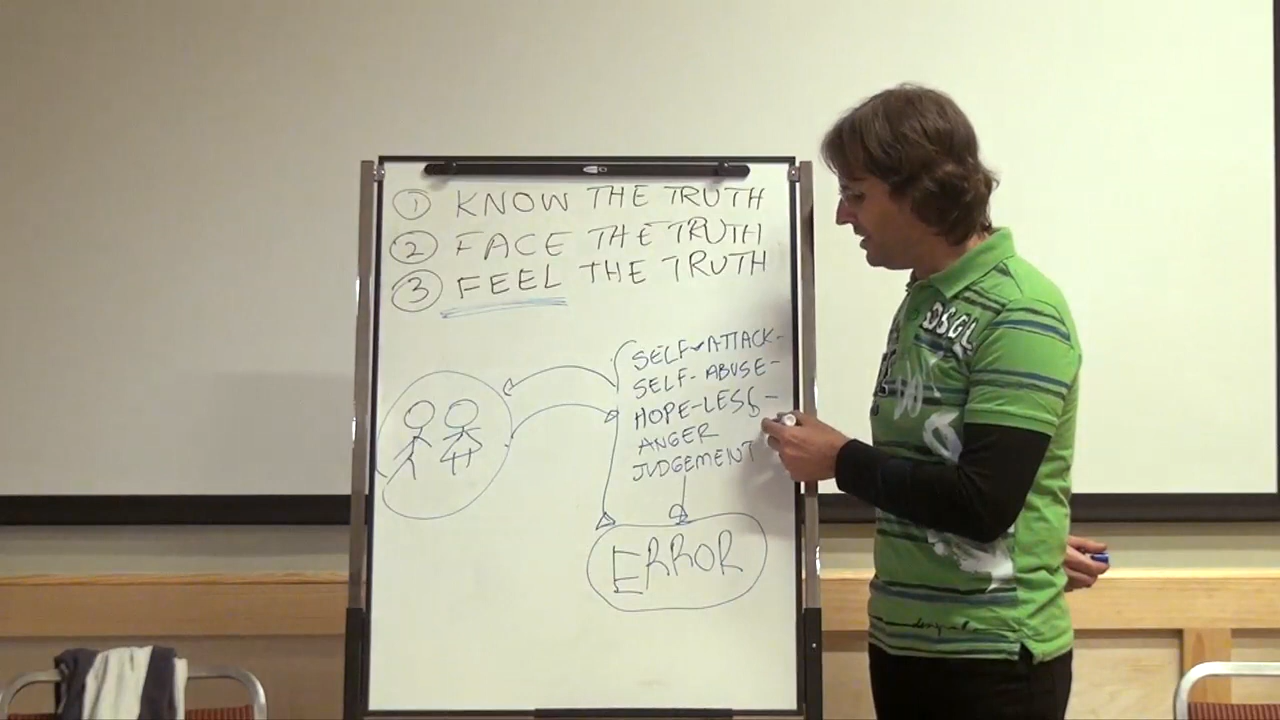 1 KNOW THE TRUTH
2 FACE THE TRUTH
3 FEEL THE TRUTH
SELF-ATTACK-
SELF-ABUSE-
HOPE-LESS-
ANGER
JUDGEMENT
ERROR